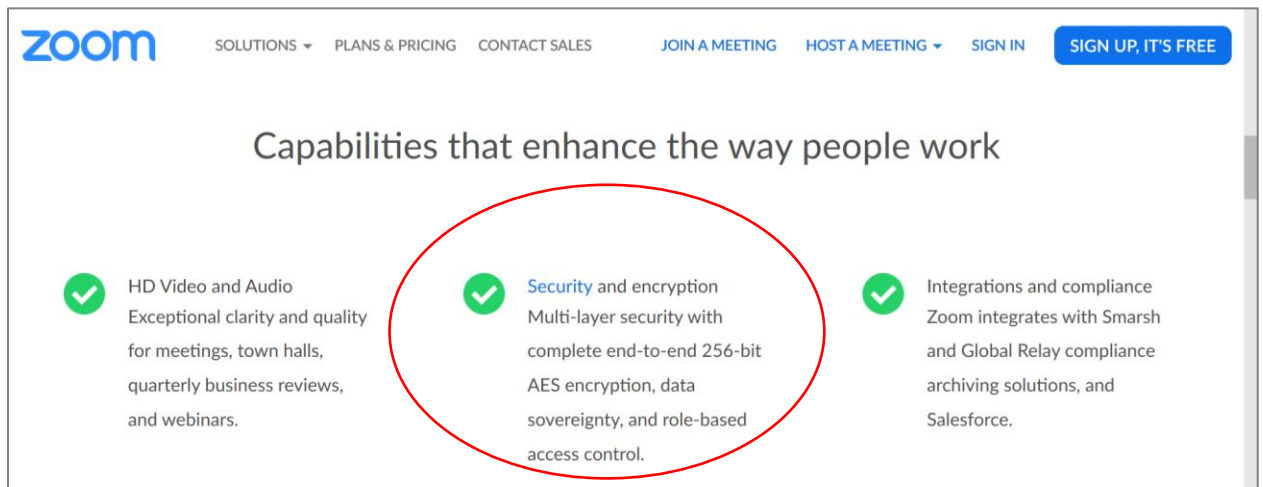 zoom SOLUTIONS PLANS & PRICING CONTACT SALES JOIN A MEETING HOST A MEETING SIGN IN SIGN UP, IT'S FREE
Capabilities that enhance the way people work
HD Video and Audio
Exceptional clarity and quality
for meetings, town halls,
quarterly business reviews,
and webinars.
Security and encryption
Multi-layer security with
complete end-to-end 256-bit
AES encryption, data
sovereignty, and role-based
access control.
Integrations and compliance
Zoom integrates with Smarsh
and Global Relay compliance
archiving solutions, and
Salesforce.